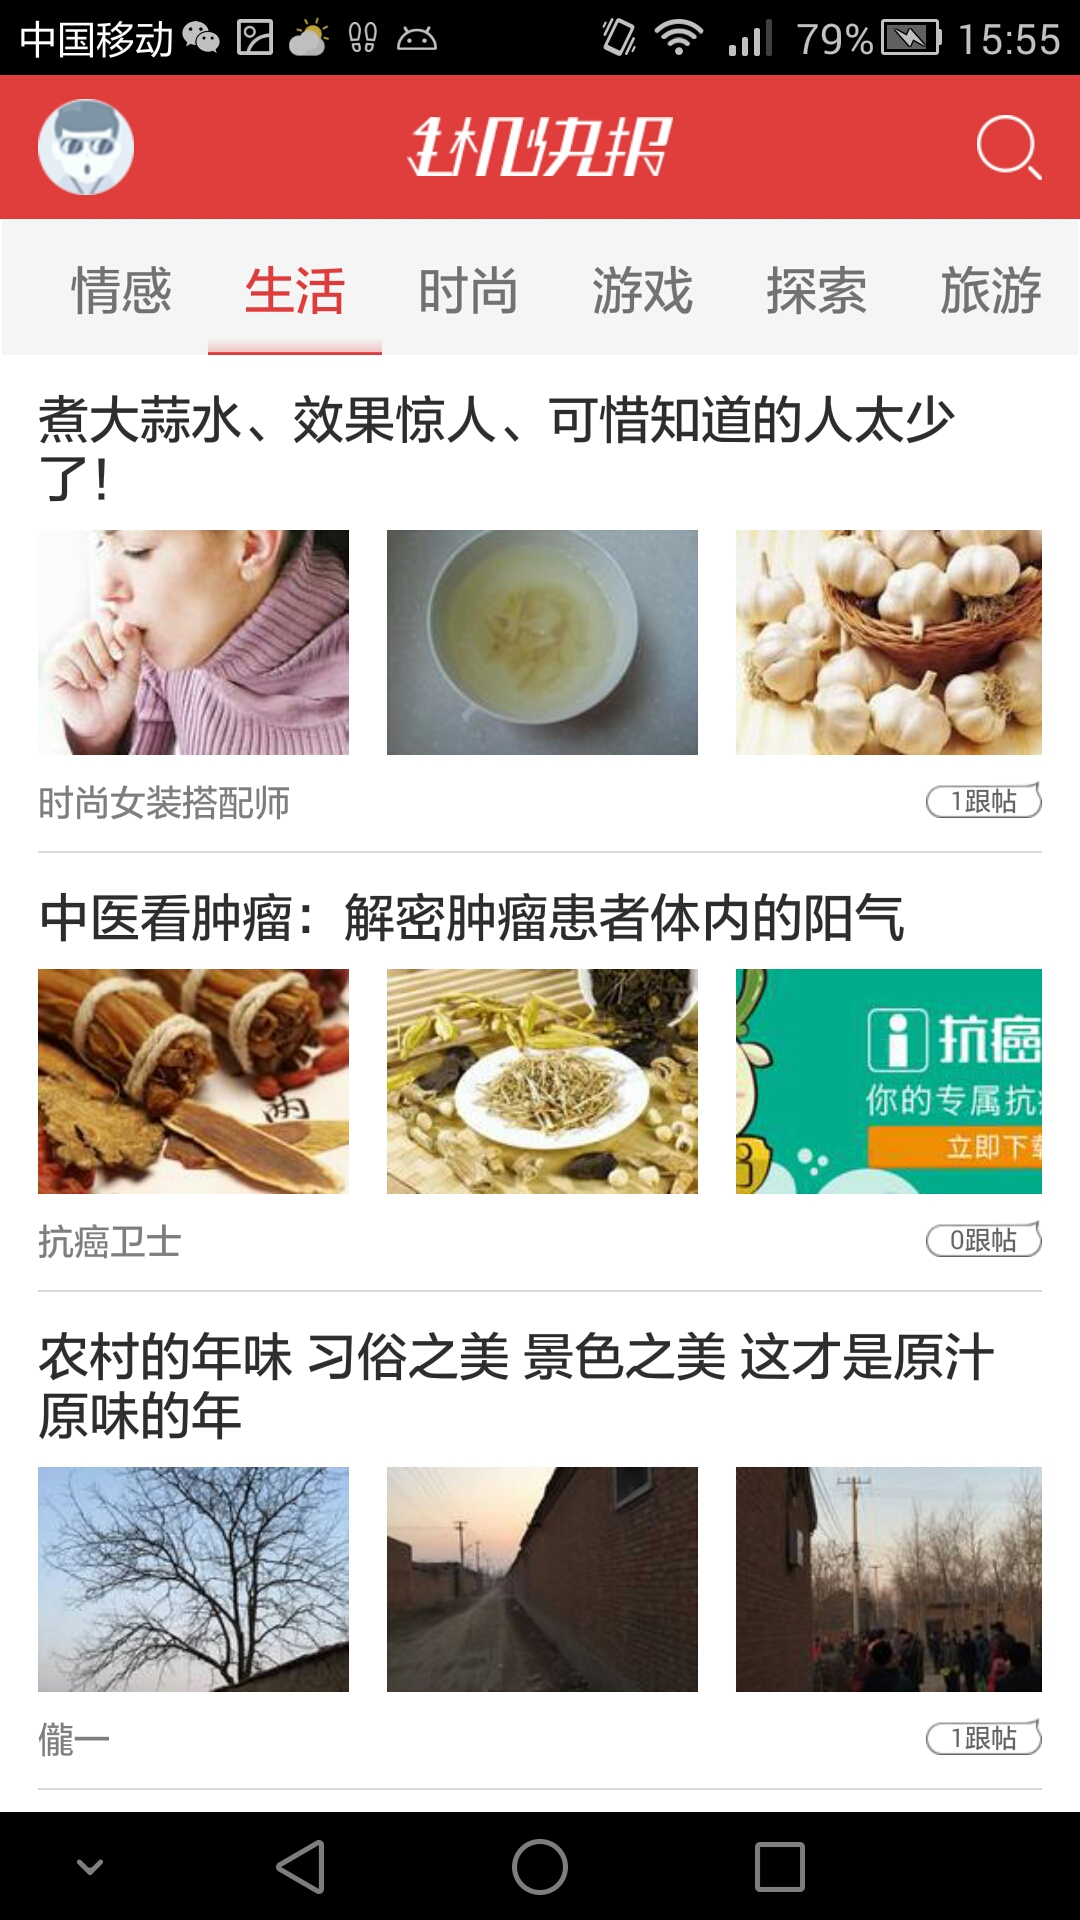 中国移动 79% 15:55
手机快报
情感 生活 时尚 游戏 探索 旅游
煮大蒜水、效果惊人、可惜知道的人太少
了!
时尚女装搭配师 1跟帖
中医看肿瘤：解密肿瘤患者体内的阳气
两
抗癌
你的专属抗
立即下
抗癌卫士 0跟帖
农村的年味 习俗之美 景色之美 这才是原汁
原味的年
儱一 1跟帖